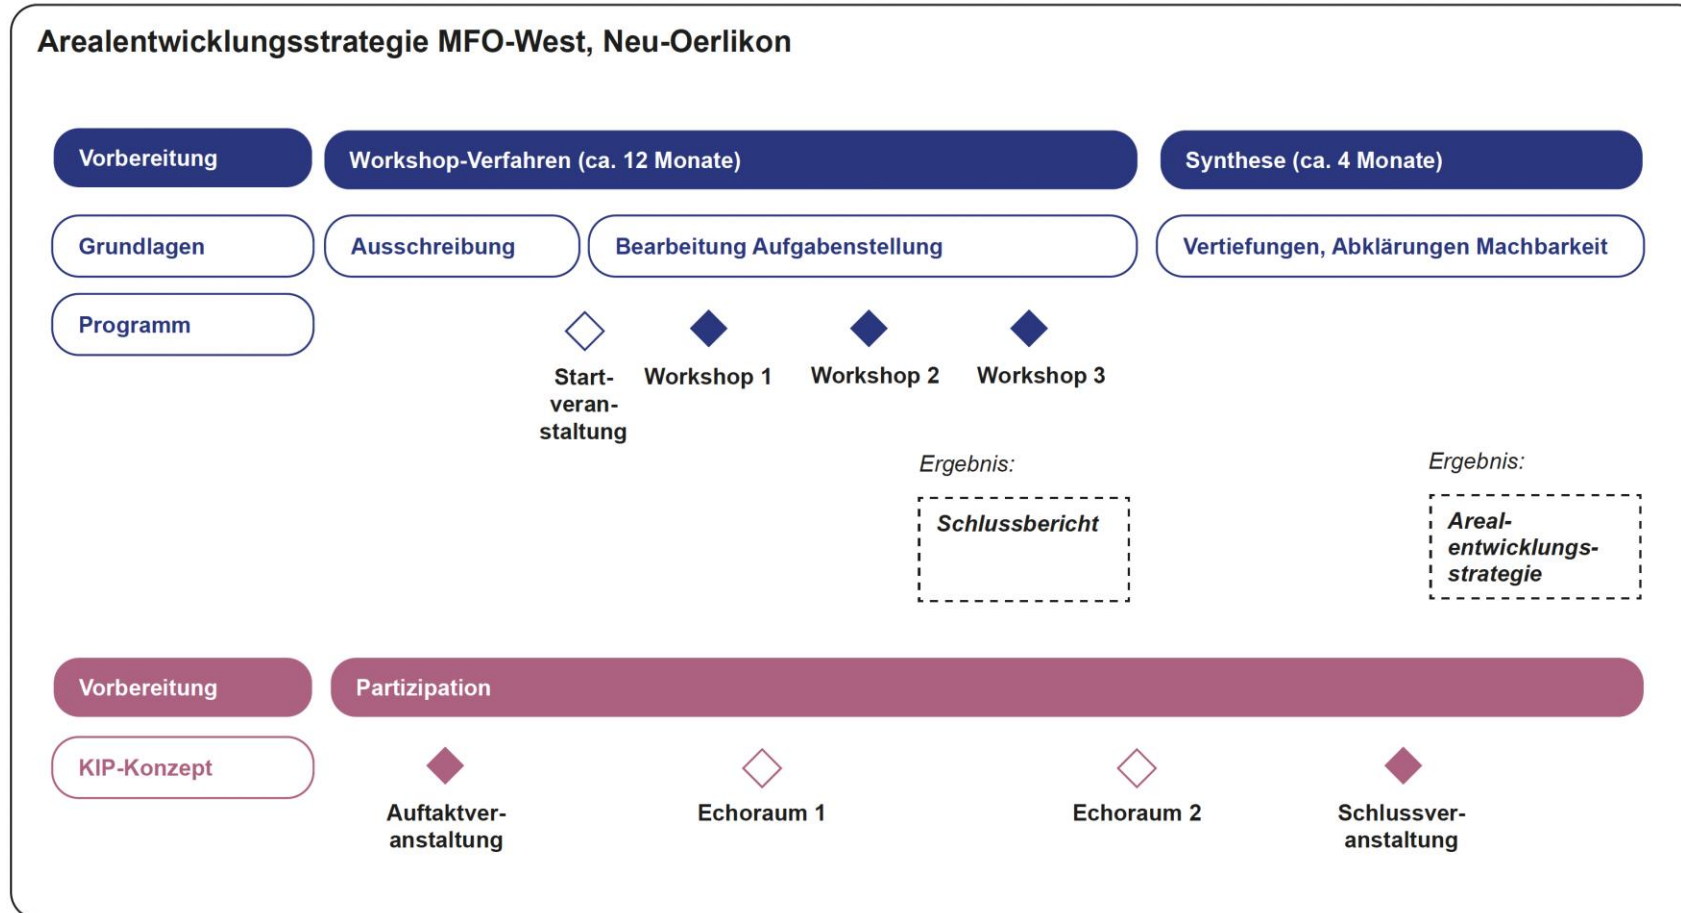 Arealentwicklungsstrategie MFO-West, Neu-Oerlikon
Vorbereitung
Workshop-Verfahren (ca. 12 Monate)
Synthese (ca. 4 Monate)
Grundlagen
Ausschreibung
Bearbeitung Aufgabenstellung
Vertiefungen, Abklärungen Machbarkeit
Programm
Start-
veran-
staltung
Workshop 1
Workshop 2
Workshop 3
Ergebnis:
Schlussbericht
Ergebnis:
Areal-
entwicklungs-
strategie
Vorbereitung
Partizipation
KIP-Konzept
Auftaktver-
anstaltung
Echoraum 1
Echoraum 2
Schlussver-
anstaltung